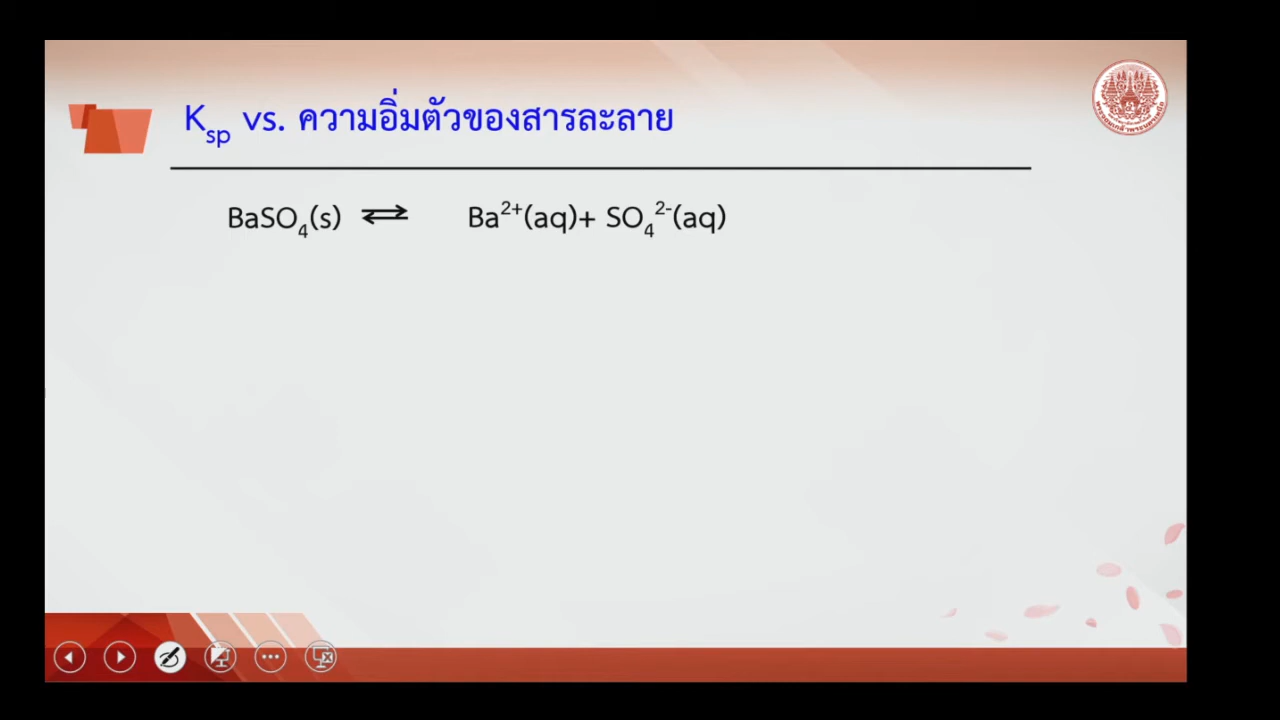 K_sp vs. ความอิ่มตัวของสารละลาย
BaSO₄(s) ⇌ Ba²⁺(aq)+ SO₄²⁻(aq)